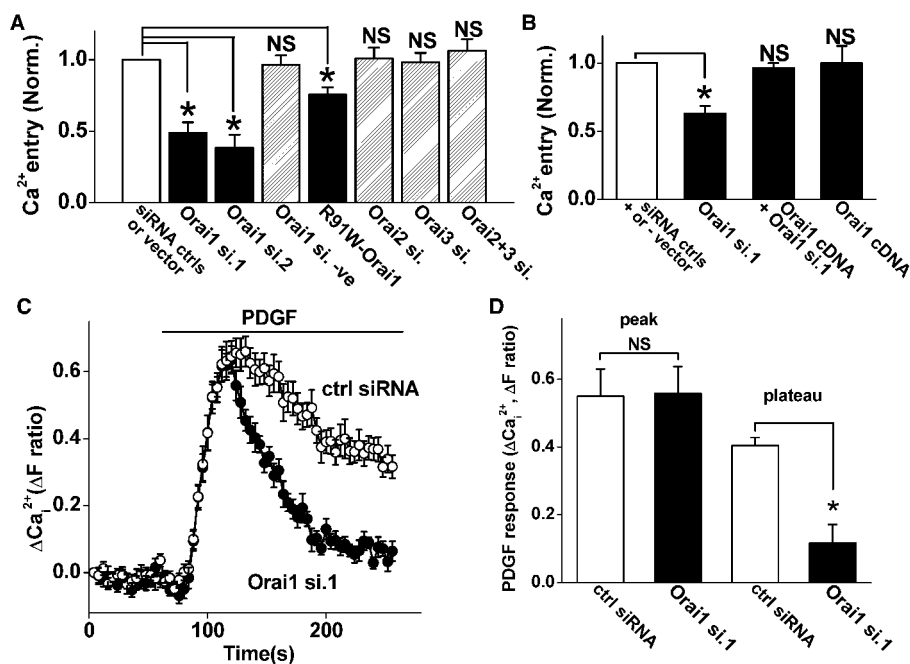 A
Ca2+ entry (Norm.)
1.0
0.5
0.0
*
*
NS
*
NS
NS
NS
siRNA ctrls
or vector
Orai1 si.1
Orai1 si.2
Orai1 si. -ve
R91W-Orai1
Orai2 si.
Orai3 si.
Orai2+3 si.
B
Ca2+ entry (Norm.)
1.0
0.5
0.0
*
NS
NS
siRNA ctrls
+ or - vector
Orai1 si.1
Orai1 cDNA
+ Orai1 si.1
Orai1 cDNA
C
PDGF
ΔCai2+(ΔF ratio)
0.6
0.4
0.2
0.0
ctrl siRNA
Orai1 si.1
0
100
200
Time(s)
D
PDGF response (ΔCai2+, ΔF ratio)
0.6
0.4
0.2
0.0
peak
NS
plateau
*
ctrl siRNA
Orai1 si.1
ctrl siRNA
Orai1 si.1